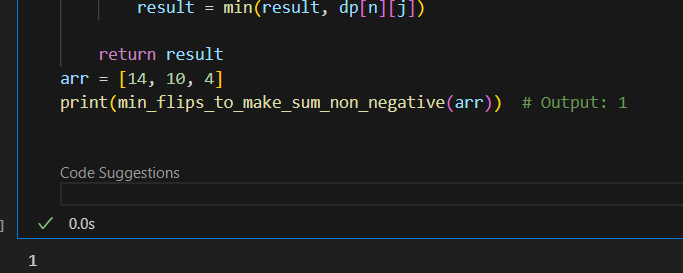 result = min(result, dp[n][j])
return result
arr = [14, 10, 4]
print(min_flips_to_make_sum_non_negative(arr))  # Output: 1
Code Suggestions
]
✓ 0.0s
1